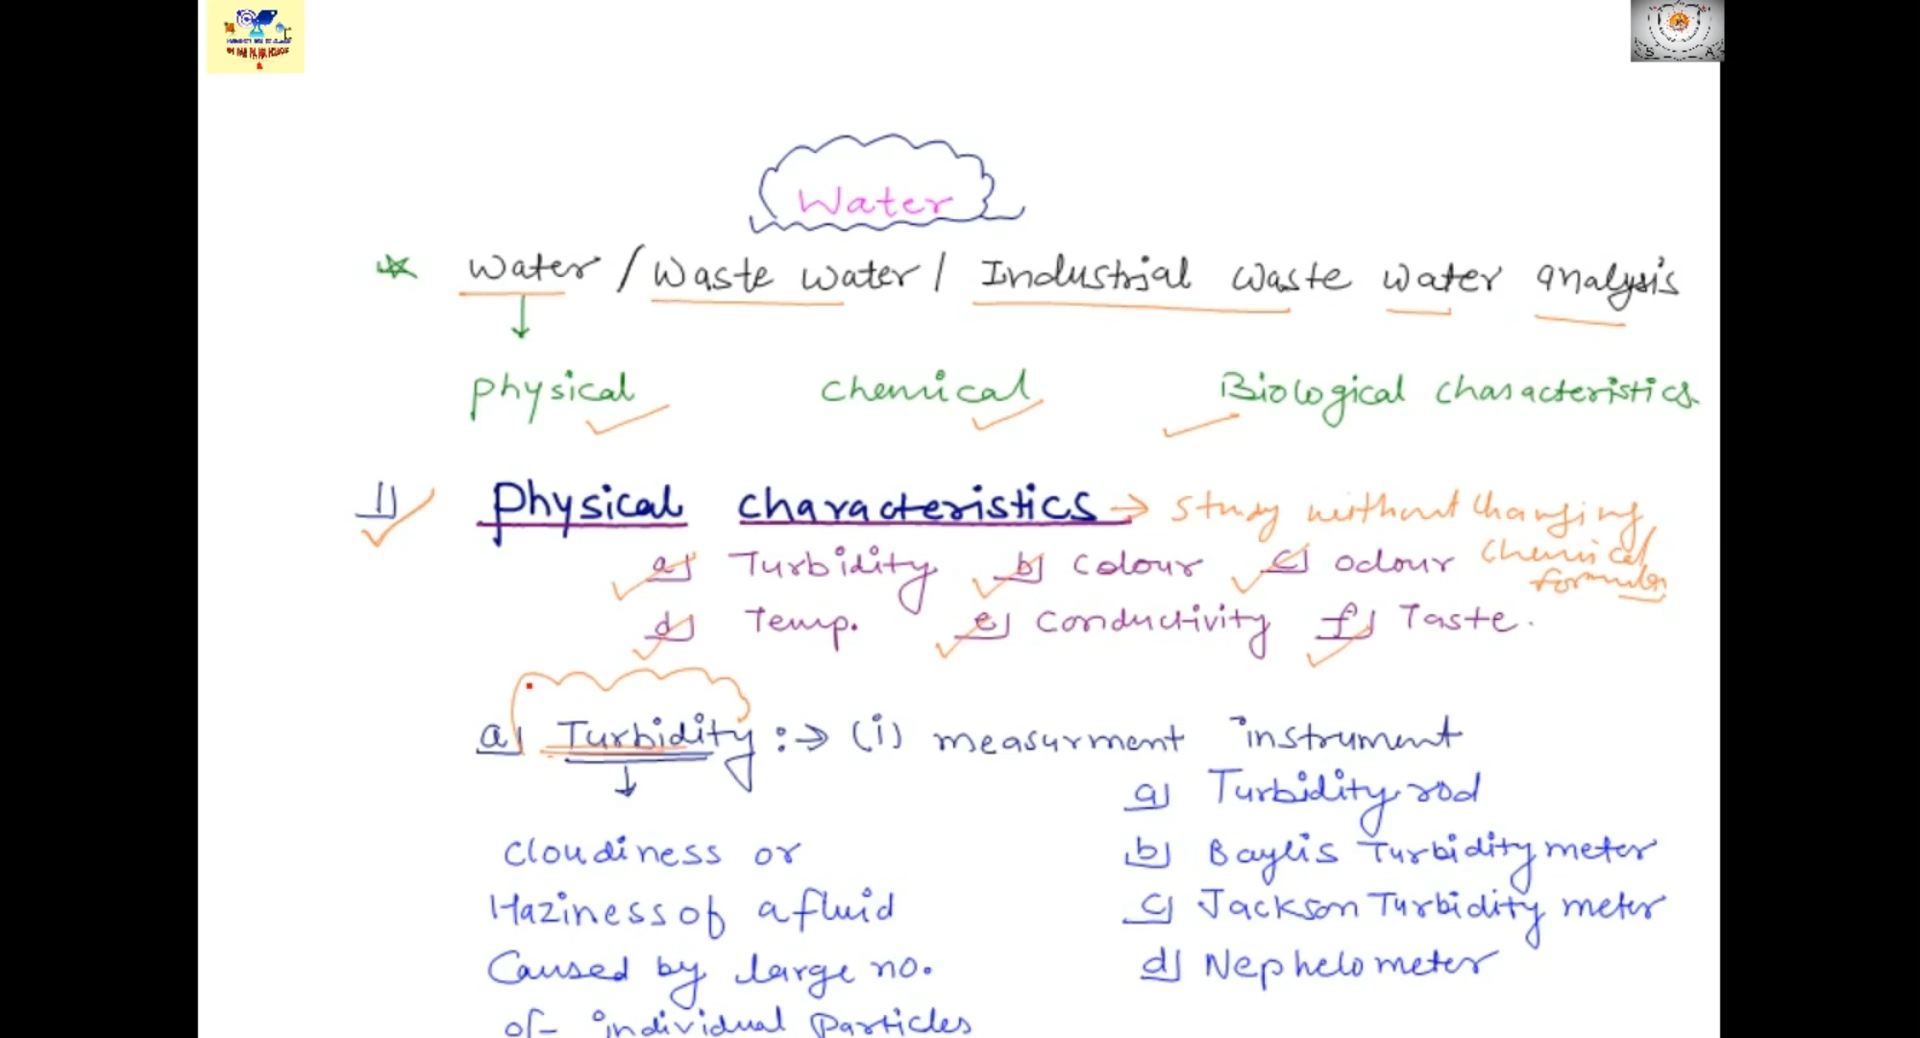 Water
Water / Waste water / Industrial waste water analysis
Physical Chemical Biological characteristics
1) Physical characteristics → study without changing
chemical
formula
a) Turbidity b) Colour c) Odour
d) Temp. e) Conductivity f) Taste.
a) Turbidity :→ (i) measurment instrument
a) Turbidity rod
b) Baylis Turbidity meter
c) Jackson Turbidity meter
d) Nephelometer
Cloudiness or
Haziness of a fluid
Caused by large no.
of individual Particles
S A